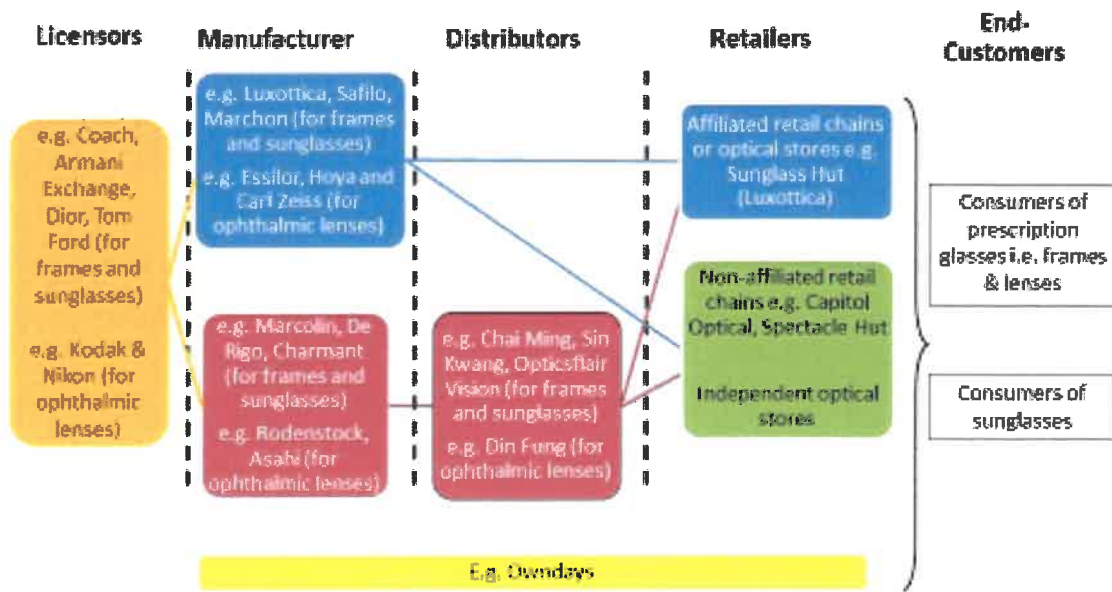 Licensors
Manufacturer
Distributors
Retailers
End-
Customers
e.g. Coach,
Armani
Exchange,
Dior, Tom
Ford (for
frames and
sunglasses)
e.g. Kodak &
Nikon (for
ophthalmic
lenses)
e.g. Luxottica, Safilo,
Marchon (for frames
and sunglasses)
e.g. Essilor, Hoya and
Carl Zeiss (for
ophthalmic lenses)
e.g. Marcolin, De
Rigo, Charmant
(for frames and
sunglasses)
e.g. Rodenstock,
Asahi (for
ophthalmic lenses)
e.g. Chai Ming, Sin
Kwang, Opticsflair
Vision (for frames
and sunglasses)
e.g. Din Fung (for
ophthalmic lenses)
Affiliated retail chains
or optical stores e.g.
Sunglass Hut
(Luxottica)
Non-affiliated retail
chains e.g. Capitol
Optical, Spectacle Hut
Independent optical
stores
Consumers of
prescription
glasses i.e. frames
& lenses
Consumers of
sunglasses
E.g. Owndays